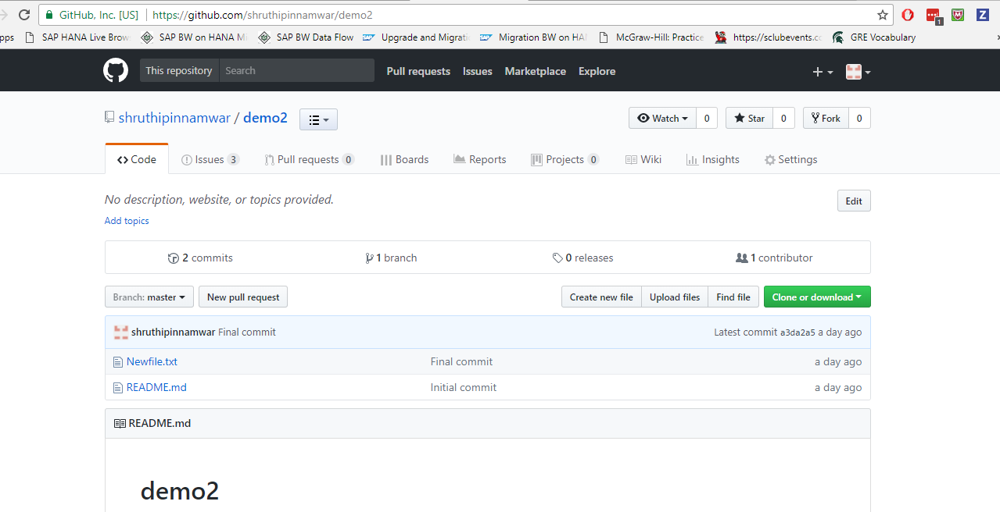 GitHub, Inc. [US] https://github.com/shruthipinnamwar/demo2
pps SAP HANA Live Brow SAP BW on HANA Mi SAP BW Data Flow Upgrade and Migrati Migration BW on HA McGraw-Hill: Practice https://sclubevents.cc GRE Vocabulary
1
This repository Search Pull requests Issues Marketplace Explore
shruthipinnamwar / demo2 Watch 0 Star 0 Fork 0
Code Issues 3 Pull requests 0 Boards Reports Projects 0 Wiki Insights Settings
No description, website, or topics provided. Edit
Add topics
2 commits 1 branch 0 releases 1 contributor
Branch: master New pull request Create new file Upload files Find file Clone or download
shruthipinnamwar Final commit Latest commit a3da2a5 a day ago
Newfile.txt Final commit a day ago
README.md Initial commit a day ago
README.md
demo2